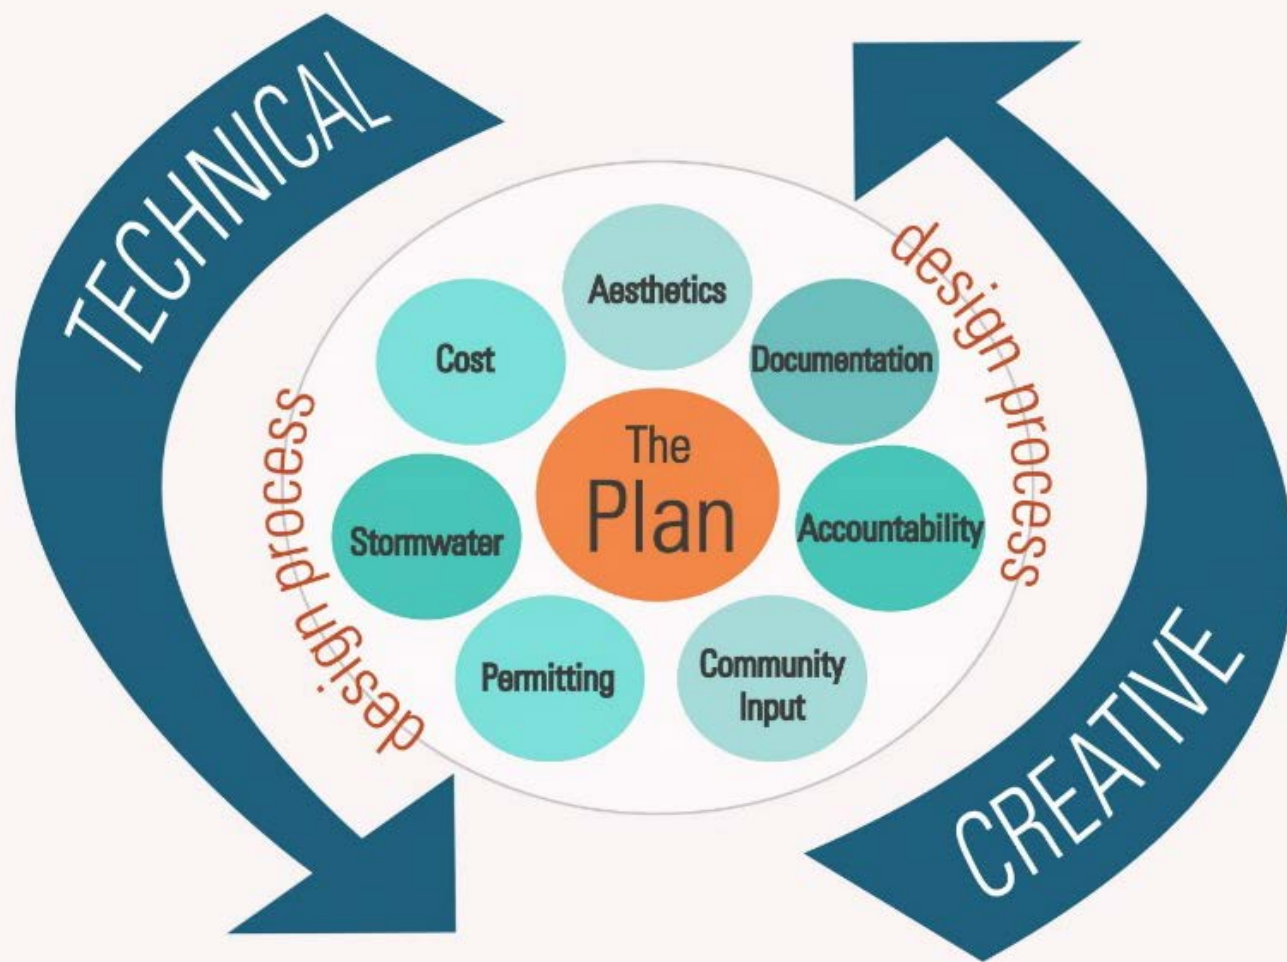 TECHNICAL
design process
Aesthetics
Cost
Documentation
The
Plan
Stormwater
Accountability
Permitting
Community
Input
design process
CREATIVE